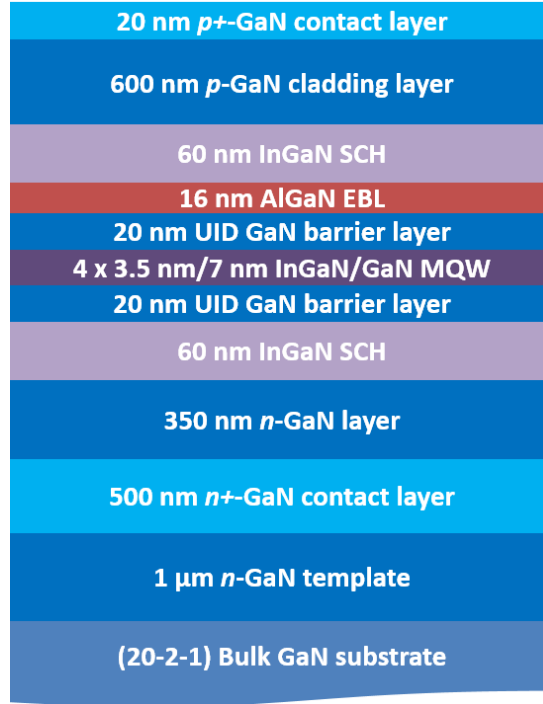 20 nm p+-GaN contact layer
600 nm p-GaN cladding layer
60 nm InGaN SCH
16 nm AlGaN EBL
20 nm UID GaN barrier layer
4 x 3.5 nm/7 nm InGaN/GaN MQW
20 nm UID GaN barrier layer
60 nm InGaN SCH
350 nm n-GaN layer
500 nm n+-GaN contact layer
1 µm n-GaN template
(20-2-1) Bulk GaN substrate